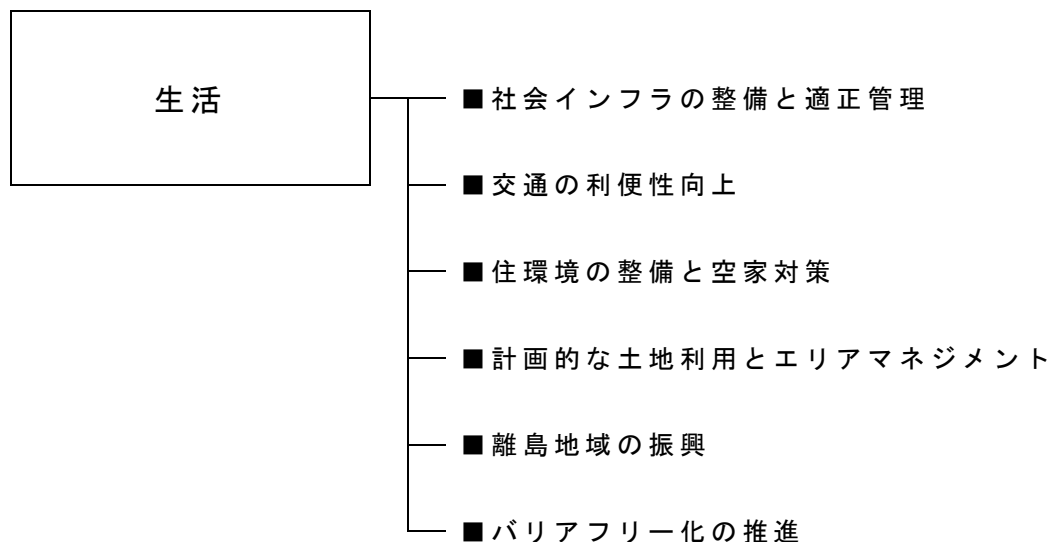 生活
■社会インフラの整備と適正管理
■交通の利便性向上
■住環境の整備と空家対策
■計画的な土地利用とエリアマネジメント
■離島地域の振興
■バリアフリー化の推進